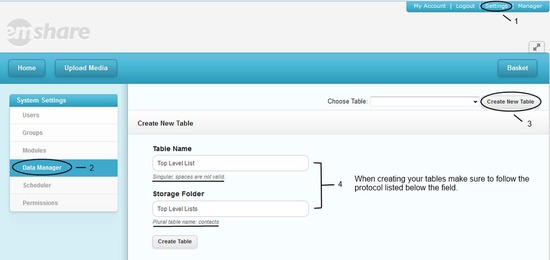 My Account | Logout Settings Manager
1
emshare
Home
Upload Media
Basket
System Settings
Users
Groups
Modules
Data Manager
2
Scheduler
Permissions
Choose Table:
Create New Table
3
Create New Table
Table Name
Top Level List
Singular, spaces are not valid.
Storage Folder
Top Level Lists
Plural table name: contacts
Create Table
4
When creating your tables make sure to follow the
protocol listed below the field.